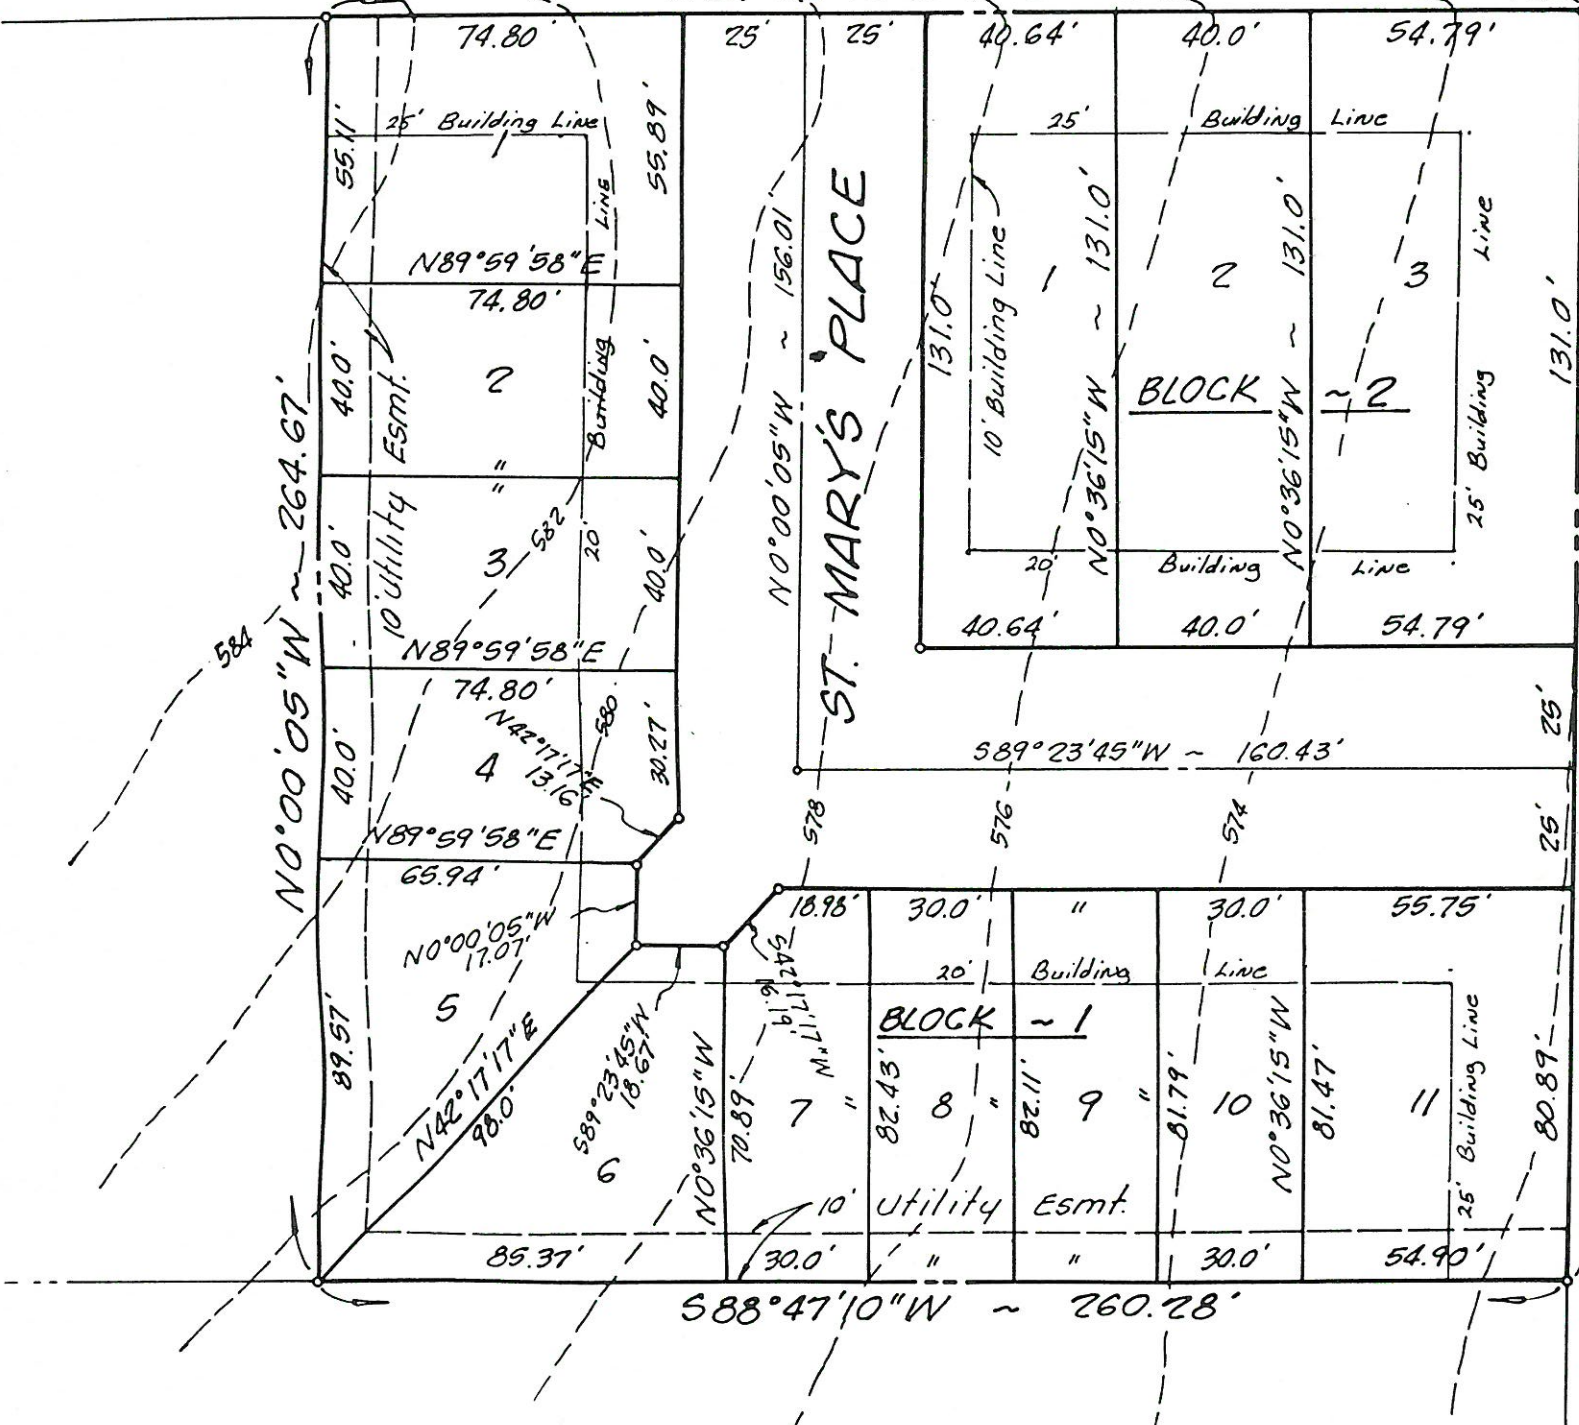 74.80'
25'
25'
40.64'
40.0'
54.79'
55.11'
25' Building Line
55.89'
Line
25' Building Line
N89°59'58"E
74.80'
N0°00'05"W ~ 156.01'
ST. MARY'S PLACE
131.0'
10' Building Line
1
N0°36'15"W ~ 131.0'
2
N0°36'15"W ~ 131.0'
3
25' Building Line
131.0'
BLOCK ~ 2
40.0'
2
Building
40.0'
10' Utility Esmt.
"
"
N0°00'05"W ~ 264.67'
40.0'
3
582
20'
40.0'
20' Building Line
584
N89°59'58"E
74.80'
40.64'
40.0'
54.79'
N42°17'17"E
13.16'
580
30.27'
40.0'
4
25'
S89°23'45"W ~ 160.43'
N89°59'58"E
65.94'
578
576
574
25'
18.98'
30.0'
"
30.0'
55.75'
N0°00'05"W
17.07'
S42°17'17"W
16.19'
20' Building Line
5
BLOCK ~ 1
89.57'
N42°17'17"E
98.0'
S89°23'45"W
18.67'
6
N0°36'15"W
70.89'
7
"
82.43'
8
"
82.11'
9
"
81.79'
10
N0°36'15"W
81.47'
11
25' Building Line
80.89'
10' Utility Esmt.
85.37'
30.0'
"
"
30.0'
54.90'
S88°47'10"W ~ 260.28'